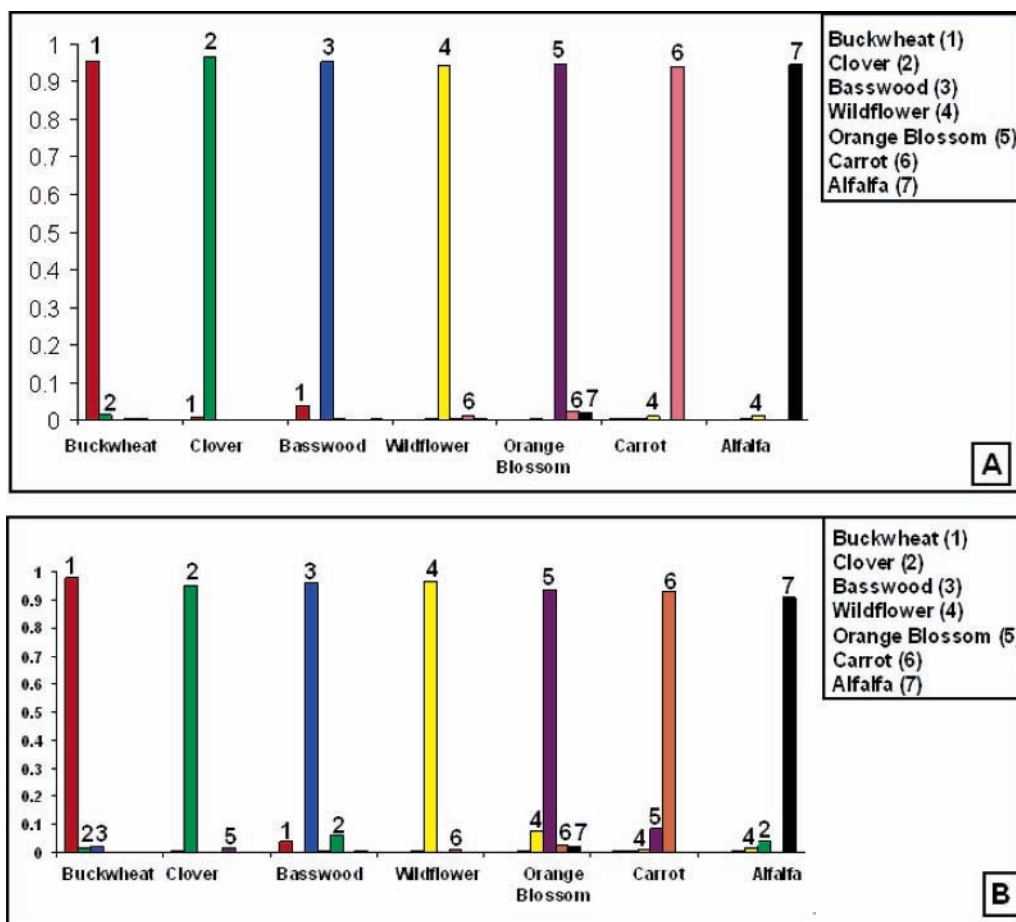 1 2 3 4 5 6 7
1
0.9
0.8
0.7
0.6
0.5
0.4
0.3
0.2
0.1
0
2 1 1 6 6 7 4 4
Buckwheat Clover Basswood Wildflower Orange Blossom Carrot Alfalfa
Buckwheat (1)
Clover (2)
Basswood (3)
Wildflower (4)
Orange Blossom (5)
Carrot (6)
Alfalfa (7)
A
1 2 3 4 5 6 7
1
0.9
0.8
0.7
0.6
0.5
0.4
0.3
0.2
0.1
0
2 3 5 1 2 6 4 6 7 4 5 4 2
Buckwheat Clover Basswood Wildflower Orange Blossom Carrot Alfalfa
Buckwheat (1)
Clover (2)
Basswood (3)
Wildflower (4)
Orange Blossom (5
Carrot (6)
Alfalfa (7)
B